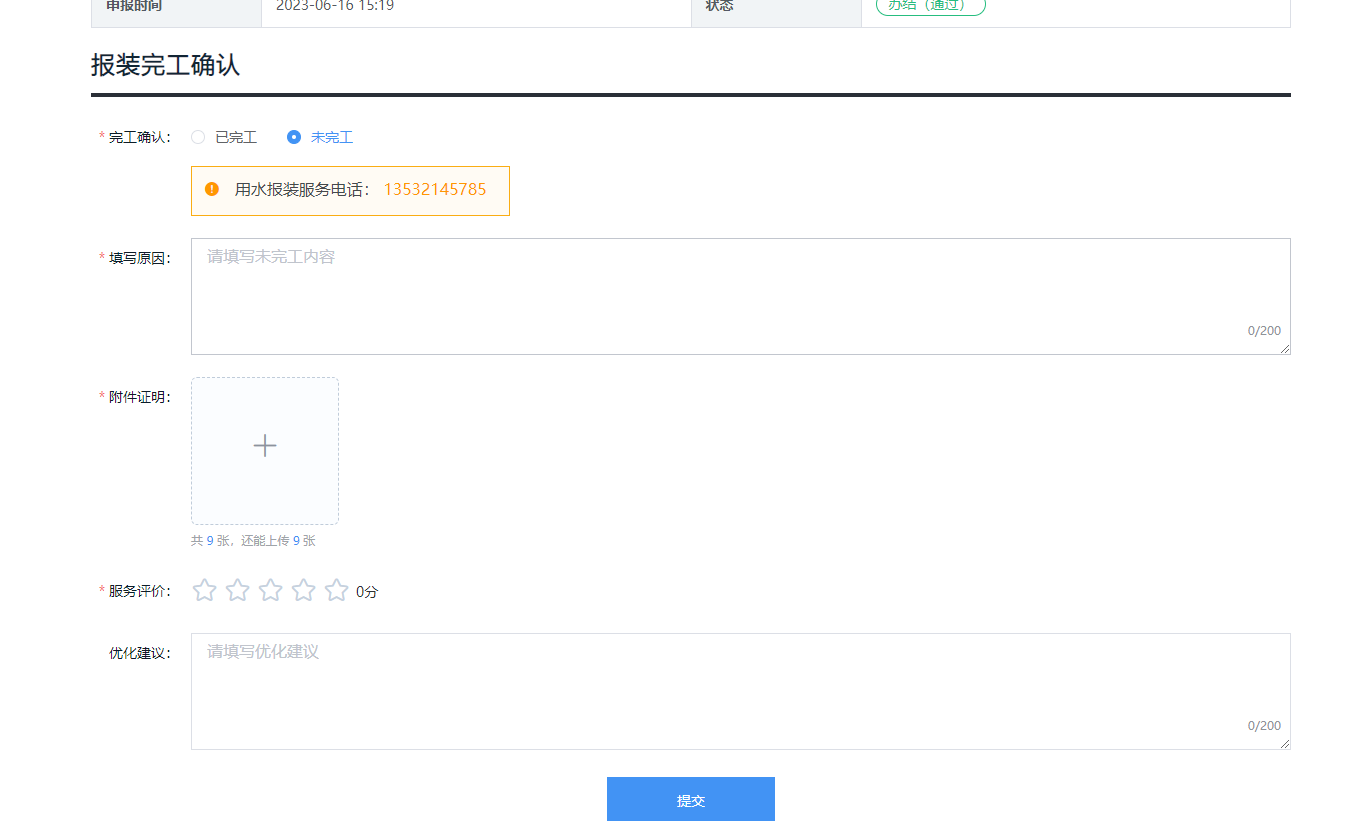 申报时间 2023-06-16 15:19 状态 办结（通过）
报装完工确认
* 完工确认： 已完工 未完工
用水报装服务电话： 13532145785
* 填写原因： 请填写未完工内容
0/200
* 附件证明：
共 9 张，还能上传 9 张
* 服务评价： 0分
优化建议： 请填写优化建议
0/200
提交